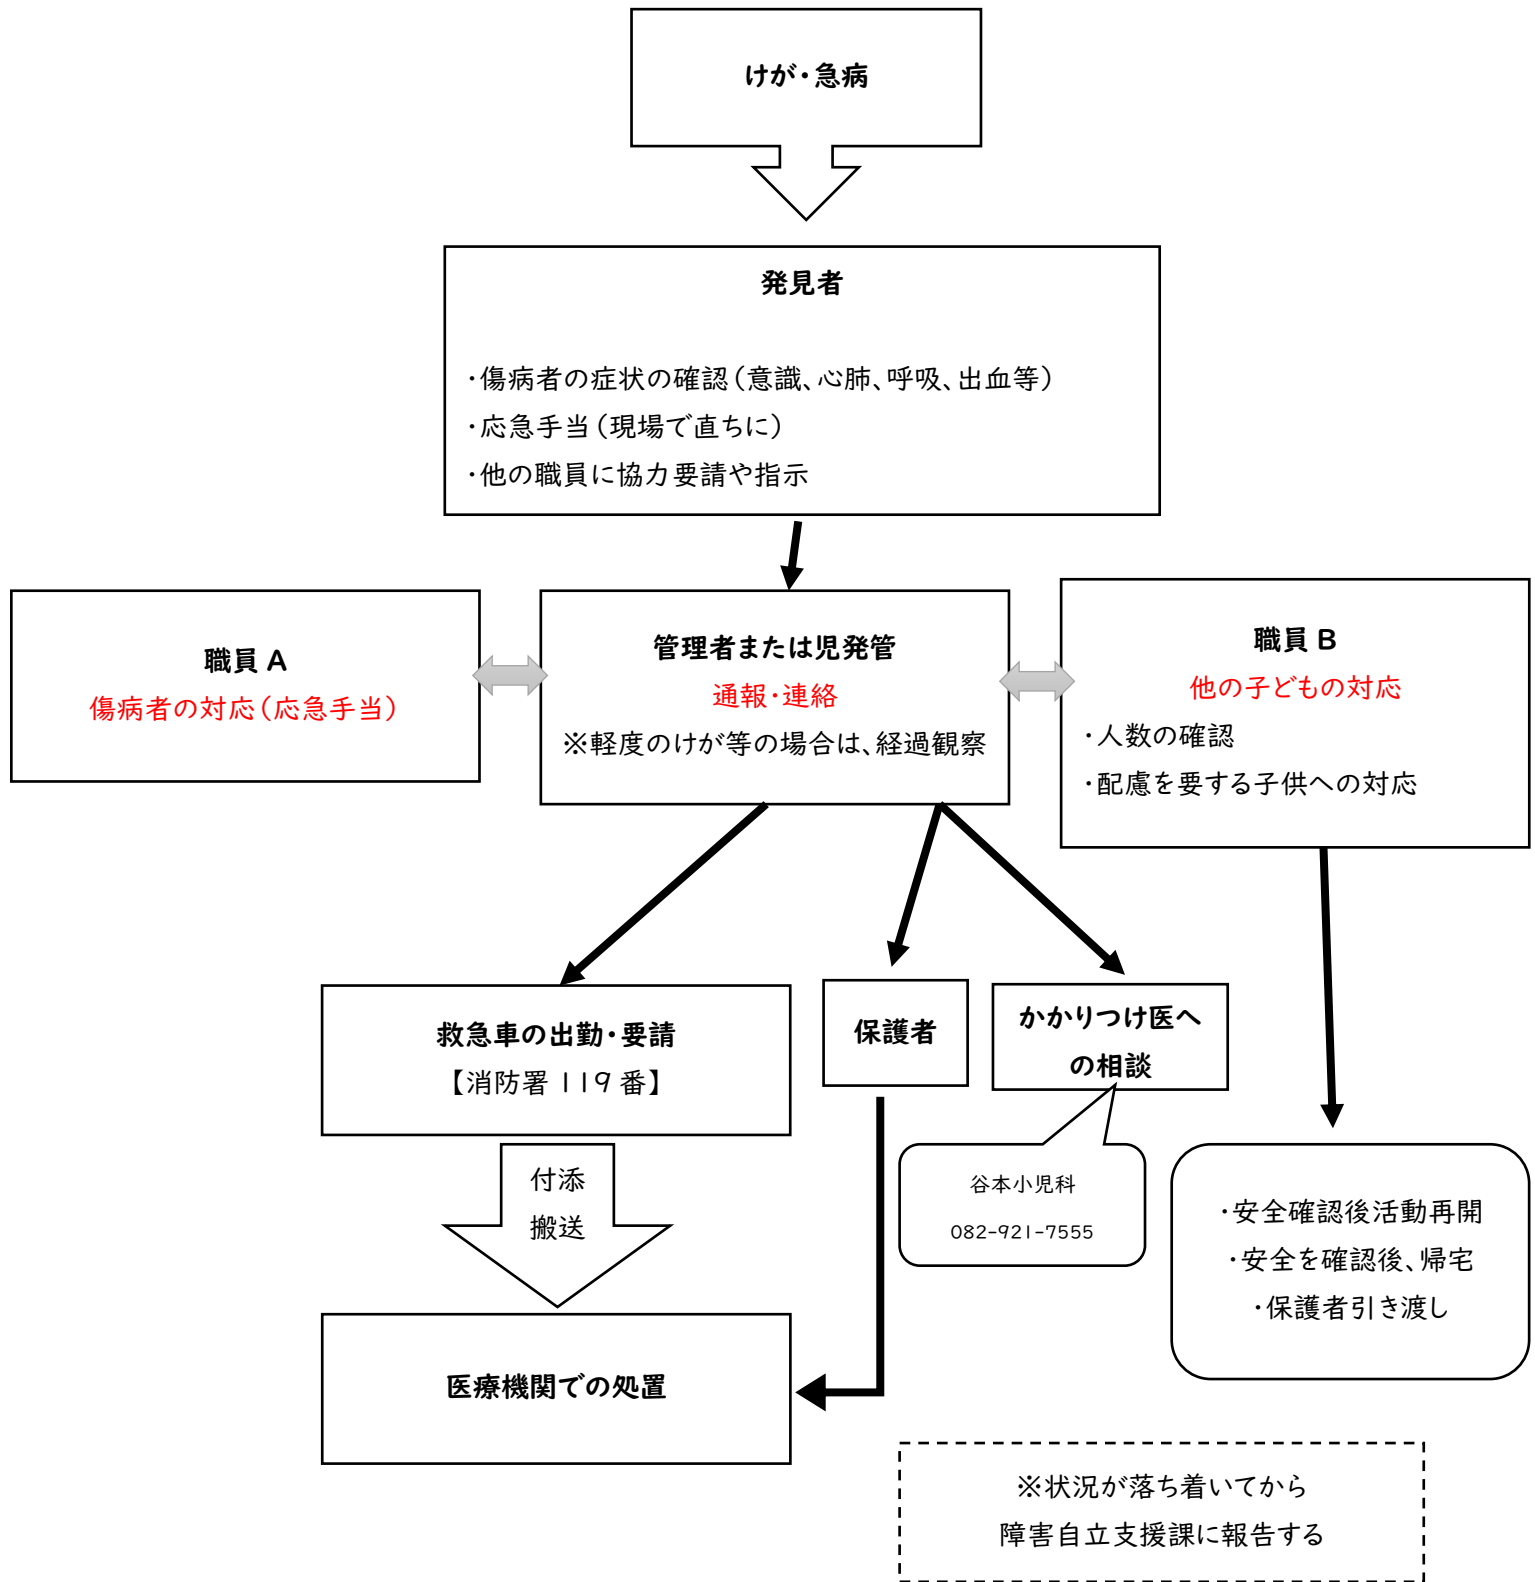 けが・急病
発見者
・傷病者の症状の確認（意識、心肺、呼吸、出血等）
・応急手当（現場で直ちに）
・他の職員に協力要請や指示
職員 A
傷病者の対応（応急手当）
管理者または児発管
通報・連絡
※軽度のけが等の場合は、経過観察
職員 B
他の子どもの対応
・人数の確認
・配慮を要する子供への対応
救急車の出勤・要請
【消防署 119 番】
保護者
かかりつけ医へ
の相談
付添
搬送
谷本小児科
082-921-7555
・安全確認後活動再開
・安全を確認後、帰宅
・保護者引き渡し
医療機関での処置
※状況が落ち着いてから
障害自立支援課に報告する